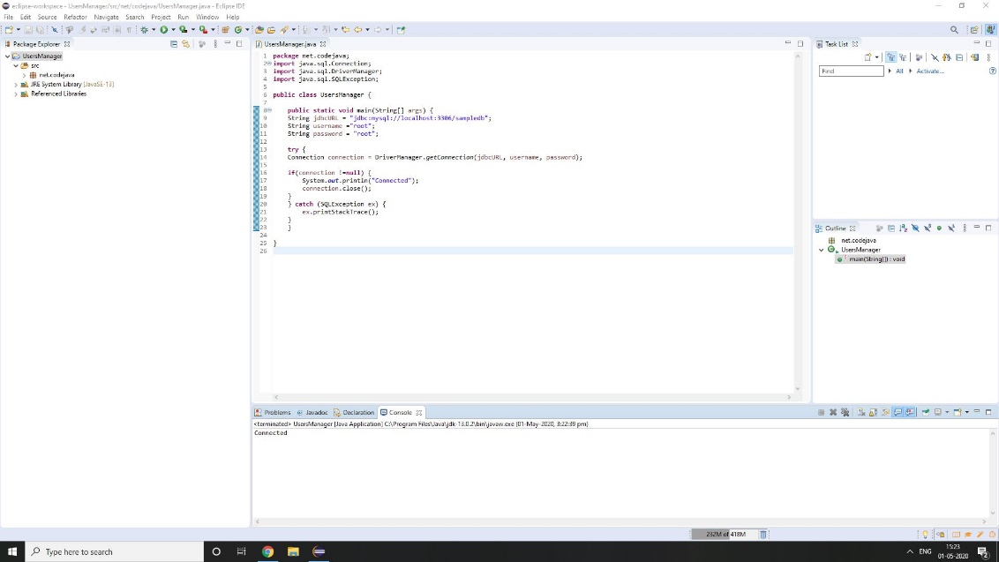 eclipse-workspace - UsersManager/src/net/codejava/UsersManager.java - Eclipse IDE
File Edit Source Refactor Navigate Search Project Run Window Help
Package Explorer
UsersManager
src
net.codejava
JRE System Library [JavaSE-13]
Referenced Libraries
UsersManager.java
1 package net.codejava;
2 import java.sql.Connection;
3 import java.sql.DriverManager;
4 import java.sql.SQLException;
5
6 public class UsersManager {
7
8 public static void main(String[] args) {
9 String jdbcURL = "jdbc:mysql://localhost:3306/sampledb";
10 String username ="root";
11 String password = "root";
12
13 try {
14 Connection connection = DriverManager.getConnection(jdbcURL, username, password);
15
16 if(connection !=null) {
17 System.out.println("Connected");
18 connection.close();
19 }
20 } catch (SQLException ex) {
21 ex.printStackTrace();
22 }
23 }
24
25 }
26
Task List
Find All Activate...
Outline
net.codejava
UsersManager
main(String[]) : void
Problems Javadoc Declaration Console
<terminated> UsersManager [Java Application] C:\Program Files\Java\jdk-13.0.2\bin\javaw.exe (01-May-2020, 3:22:39 pm)
Connected
232M of 418M
Type here to search
ENG
15:23
01-05-2020
2